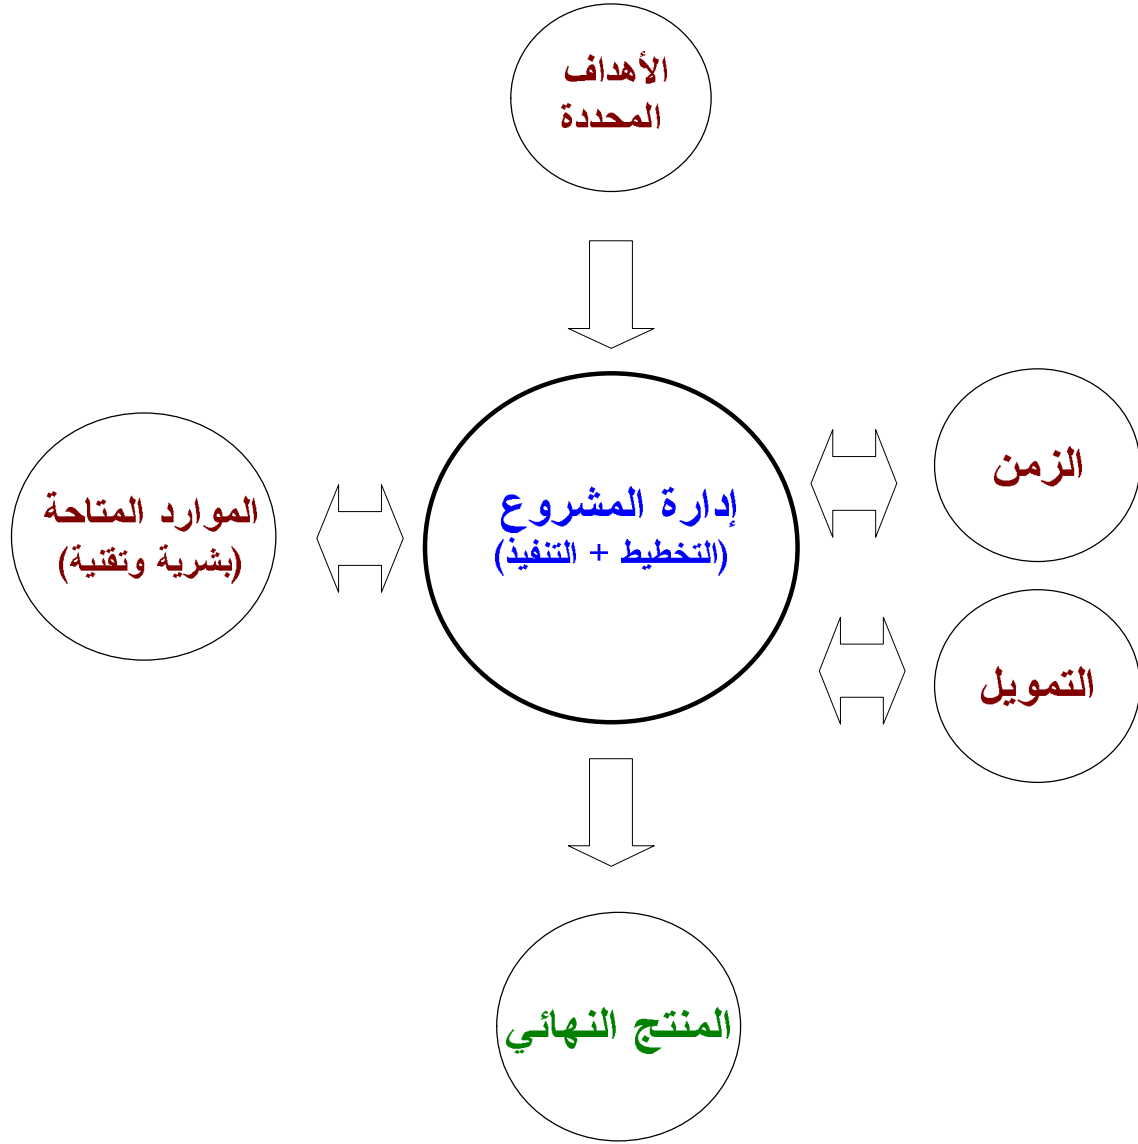 الأهداف
المحددة
الزمن
إدارة المشروع
(التخطيط + التنفيذ)
الموارد المتاحة
(بشرية وتقنية)
التمويل
المنتج النهائي